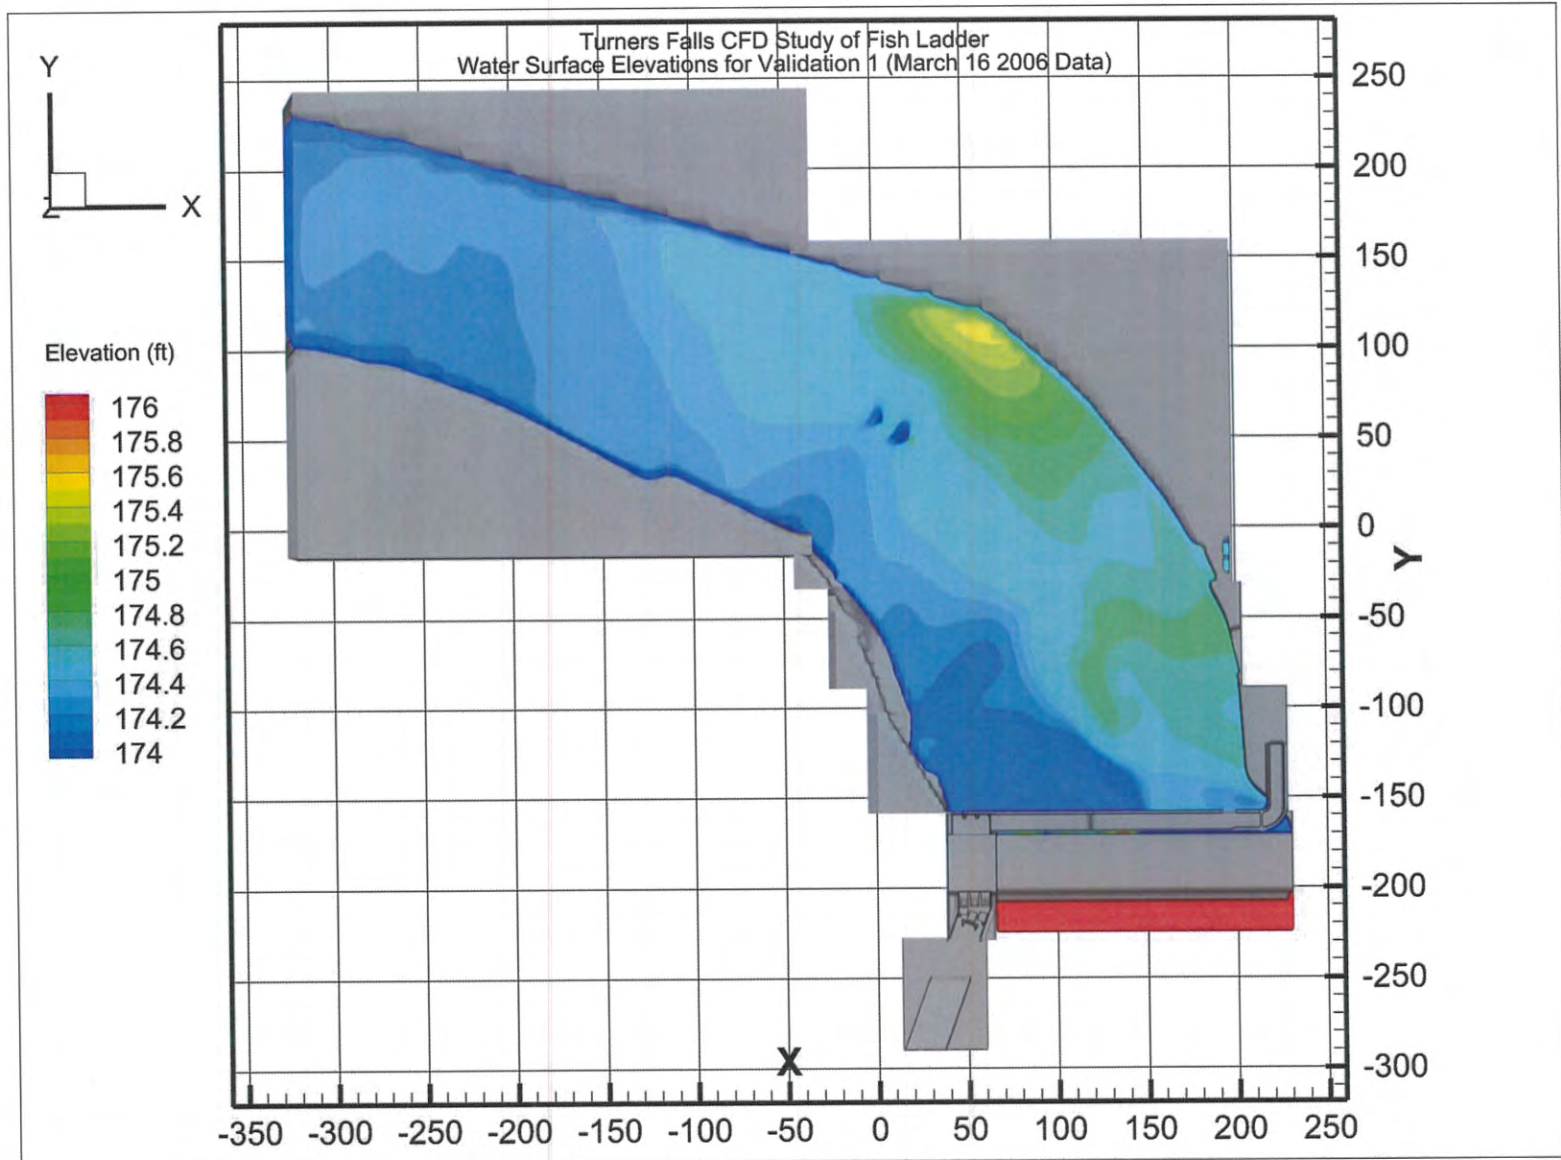 Turners Falls CFD Study of Fish Ladder
Water Surface Elevations for Validation 1 (March 16 2006 Data)
Y
Z X
Elevation (ft)
176
175.8
175.6
175.4
175.2
175
174.8
174.6
174.4
174.2
174
250
200
150
100
50
0
Y
-50
-100
-150
-200
-250
-300
X
-350 -300 -250 -200 -150 -100 -50 0 50 100 150 200 250